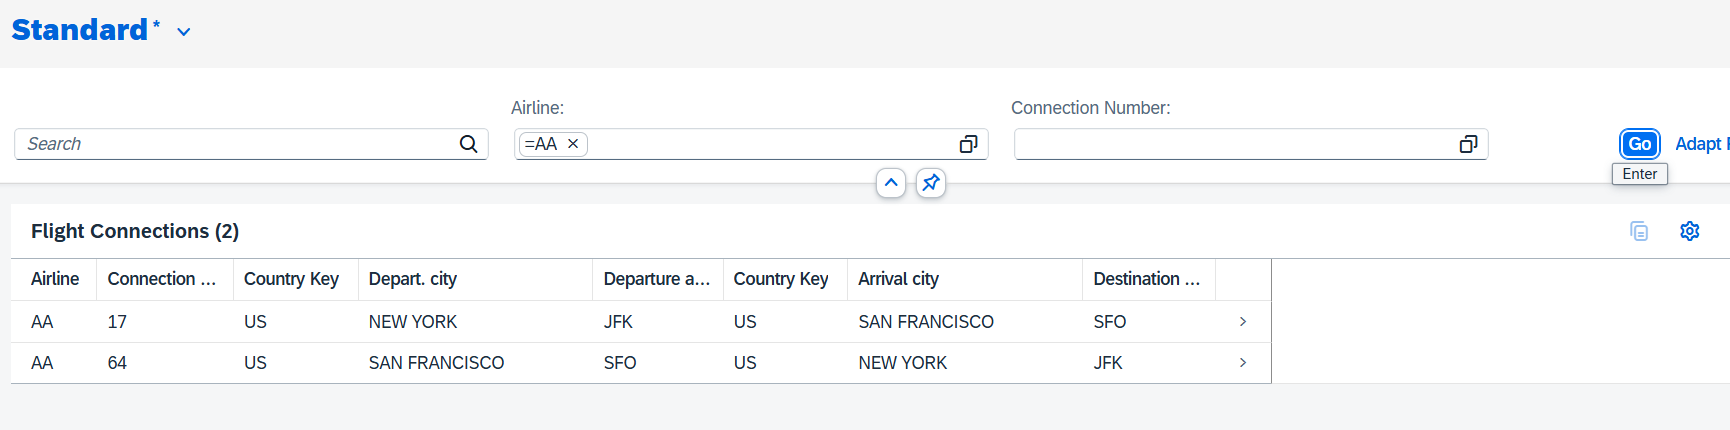 Standard*
Airline:
Connection Number:
Search
=AA
Go
Adapt F
Enter
Flight Connections (2)
Airline Connection ... Country Key Depart. city Departure a... Country Key Arrival city Destination ...
AA 17 US NEW YORK JFK US SAN FRANCISCO SFO
AA 64 US SAN FRANCISCO SFO US NEW YORK JFK